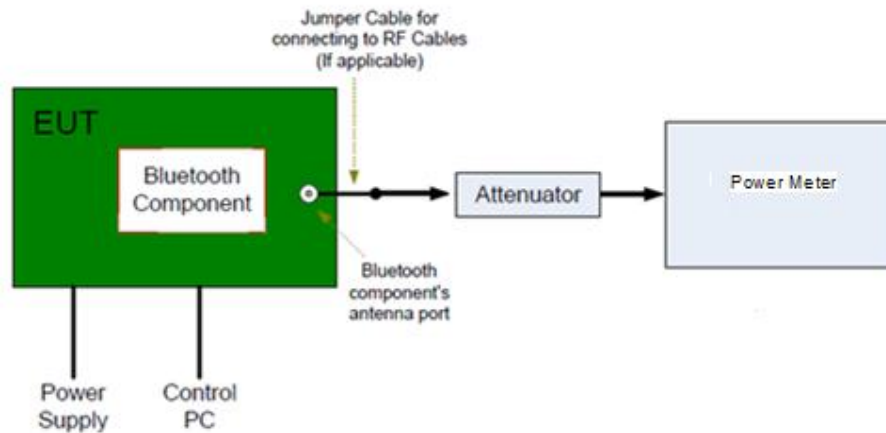 Jumper Cable for
connecting to RF Cables
(If applicable)
EUT
Bluetooth
Component
Attenuator
Power Meter
Bluetooth
component's
antenna port
Power
Supply
Control
PC